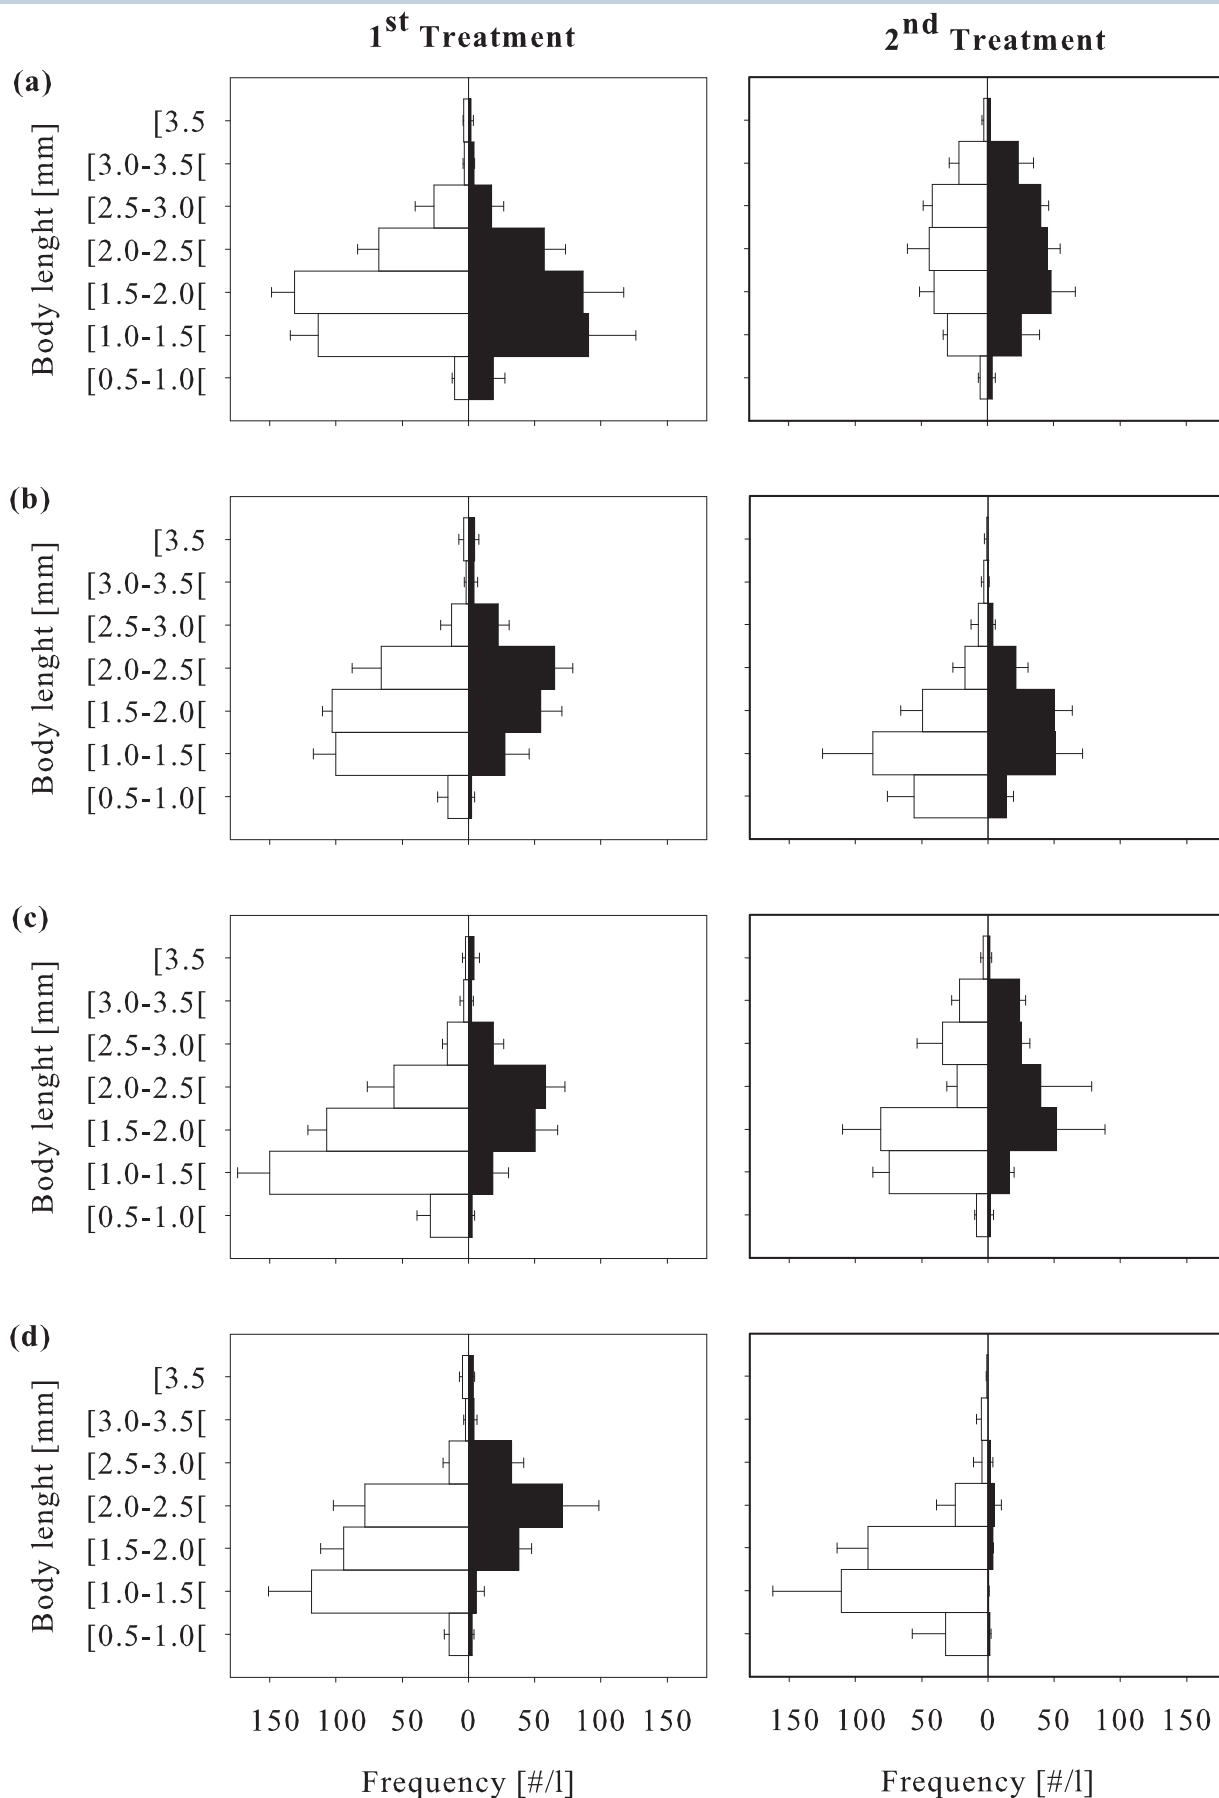 1st Treatment
2nd Treatment
(a)
Body lenght [mm]
[3.5
[3.0-3.5[
[2.5-3.0[
[2.0-2.5[
[1.5-2.0[
[1.0-1.5[
[0.5-1.0[
(b)
Body lenght [mm]
[3.5
[3.0-3.5[
[2.5-3.0[
[2.0-2.5[
[1.5-2.0[
[1.0-1.5[
[0.5-1.0[
(c)
Body lenght [mm]
[3.5
[3.0-3.5[
[2.5-3.0[
[2.0-2.5[
[1.5-2.0[
[1.0-1.5[
[0.5-1.0[
(d)
Body lenght [mm]
[3.5
[3.0-3.5[
[2.5-3.0[
[2.0-2.5[
[1.5-2.0[
[1.0-1.5[
[0.5-1.0[
150 100 50 0 50 100 150
150 100 50 0 50 100 150
Frequency [#/l]
Frequency [#/l]